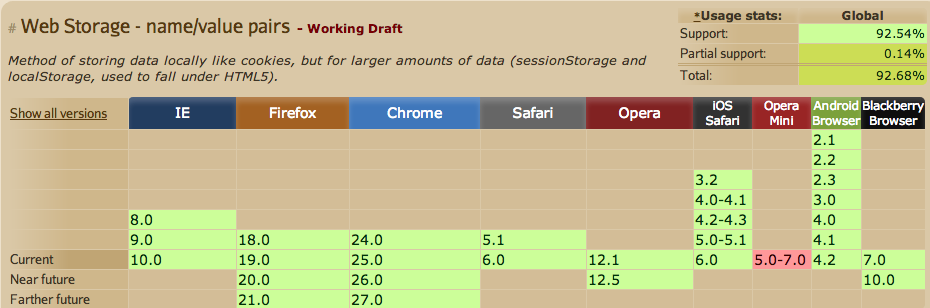 # Web Storage - name/value pairs - Working Draft
*Usage stats: Global
Support: 92.54%
Partial support: 0.14%
Total: 92.68%
Method of storing data locally like cookies, but for larger amounts of data (sessionStorage and
localStorage, used to fall under HTML5).
Show all versions IE Firefox Chrome Safari Opera iOS Safari Opera Mini Android Browser Blackberry Browser
2.1
2.2
3.2 2.3
4.0-4.1 3.0
8.0 4.2-4.3 4.0
9.0 18.0 24.0 5.1 5.0-5.1 4.1
Current 10.0 19.0 25.0 6.0 12.1 6.0 5.0-7.0 4.2 7.0
Near future 20.0 26.0 12.5 10.0
Farther future 21.0 27.0